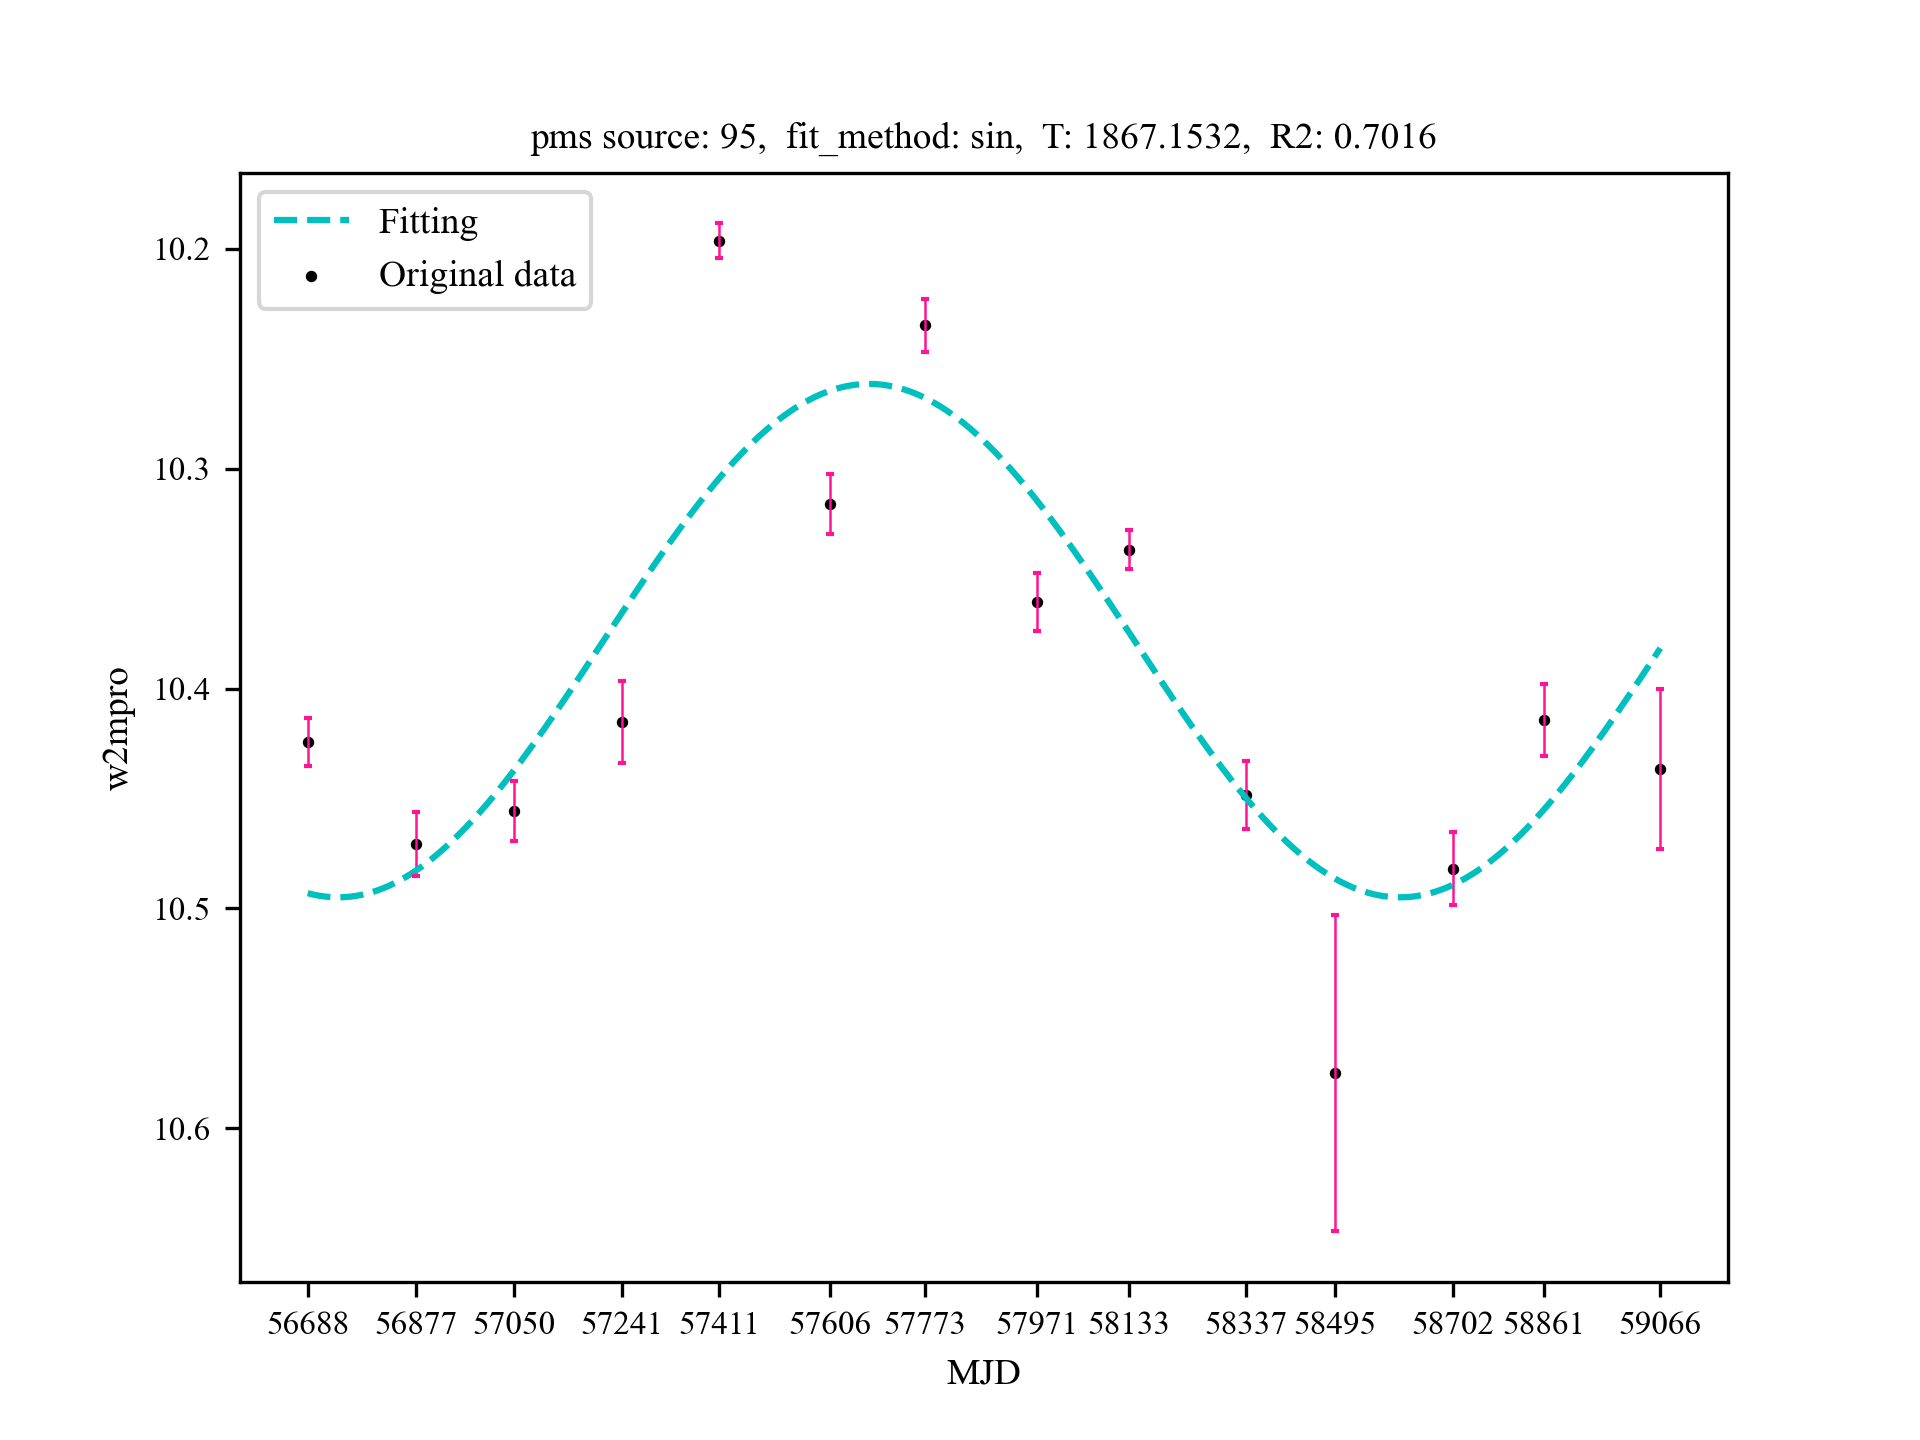 pms source: 95,  fit_method: sin,  T: 1867.1532,  R2: 0.7016
Fitting
Original data
10.2
10.3
10.4
10.5
10.6
w2mpro
56688 56877 57050 57241 57411 57606 57773 57971 58133 58337 58495 58702 58861 59066
MJD